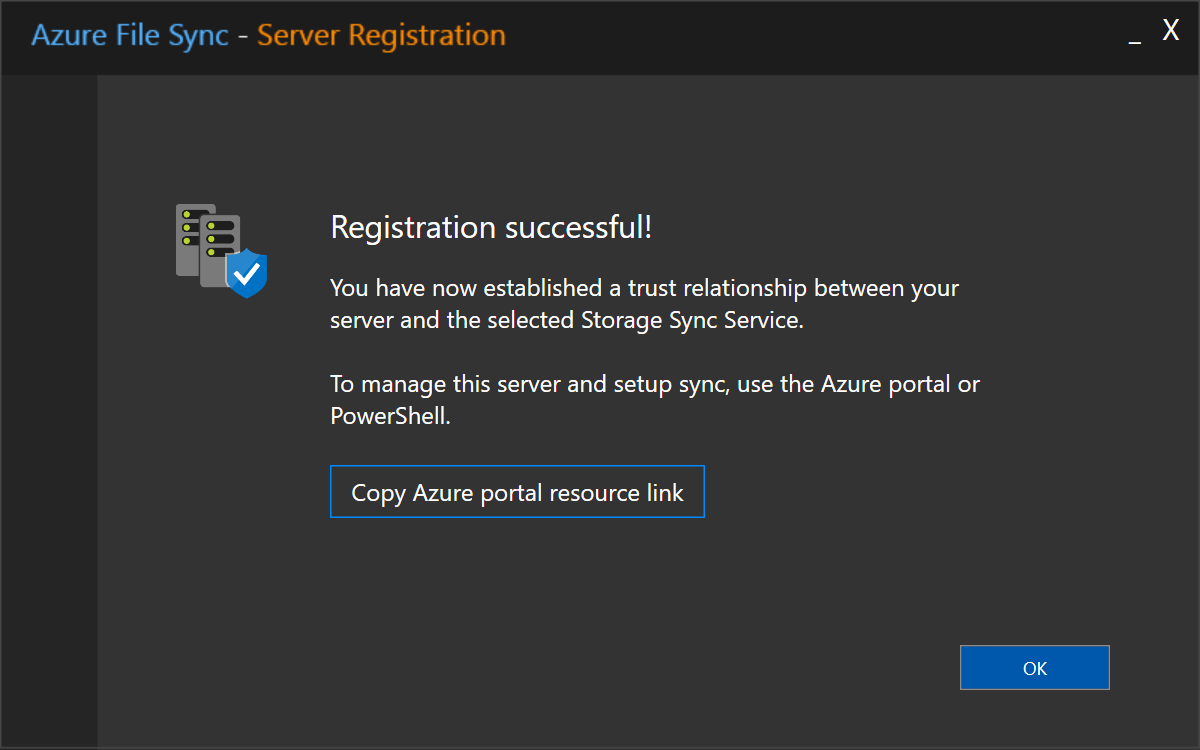 Azure File Sync - Server Registration
_ X
Registration successful!
You have now established a trust relationship between your
server and the selected Storage Sync Service.
To manage this server and setup sync, use the Azure portal or
PowerShell.
Copy Azure portal resource link
OK